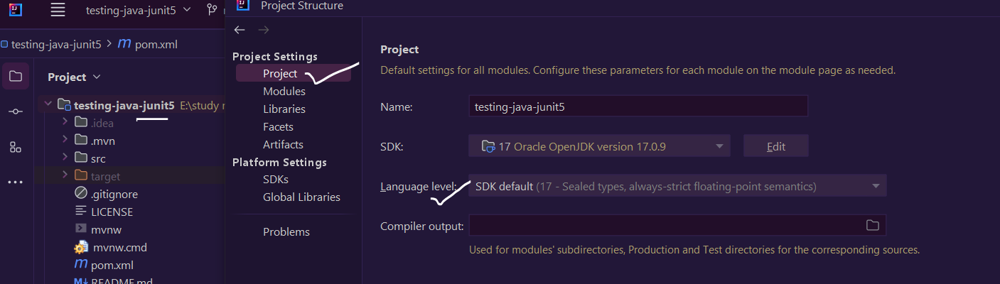 testing-java-junit5
Project Structure
testing-java-junit5 > pom.xml
Project
testing-java-junit5 E:\study
.idea
.mvn
src
target
.gitignore
LICENSE
mvnw
mvnw.cmd
pom.xml
README.md
Project Settings
Project
Modules
Libraries
Facets
Artifacts
Platform Settings
SDKs
Global Libraries
Problems
Project
Default settings for all modules. Configure these parameters for each module on the module page as needed.
Name: testing-java-junit5
SDK: 17 Oracle OpenJDK version 17.0.9 Edit
Language level: SDK default (17 - Sealed types, always-strict floating-point semantics)
Compiler output:
Used for modules' subdirectories, Production and Test directories for the corresponding sources.